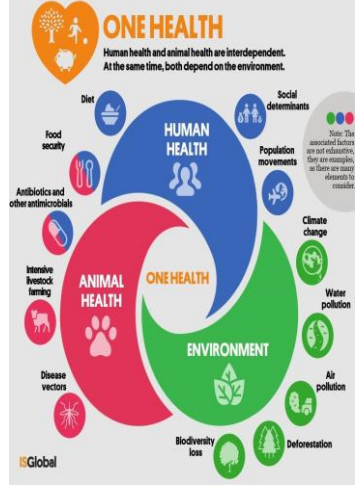 ONE HEALTH
Human health and animal health are interdependent.
At the same time, both depend on the environment.
Diet
Social
determinants
Food
security
HUMAN
HEALTH
Population
movements
Note: The
associated factors
are not exhaustive,
they are examples,
as there are many
elements to
consider.
Antibiotics and
other antimicrobials
Climate
change
Intensive
livestock
farming
ANIMAL
HEALTH
ONE HEALTH
Water
pollution
ENVIRONMENT
Disease
vectors
Air
pollution
Biodiversity
loss
Deforestation
ISGlobal